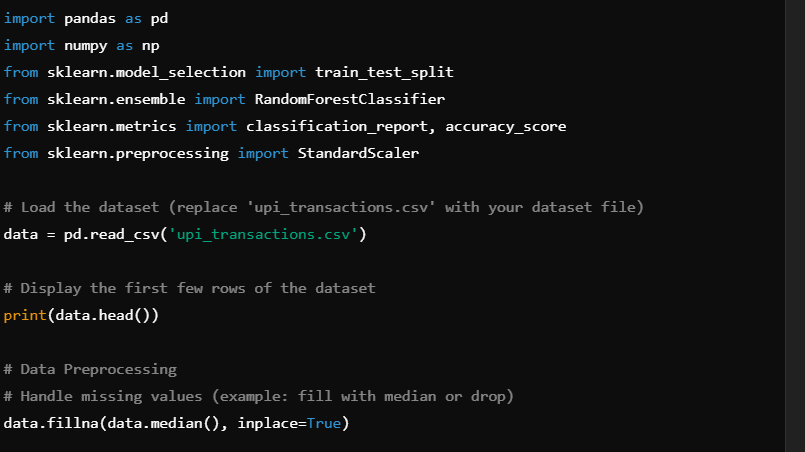 import pandas as pd
import numpy as np
from sklearn.model_selection import train_test_split
from sklearn.ensemble import RandomForestClassifier
from sklearn.metrics import classification_report, accuracy_score
from sklearn.preprocessing import StandardScaler
# Load the dataset (replace 'upi_transactions.csv' with your dataset file)
data = pd.read_csv('upi_transactions.csv')
# Display the first few rows of the dataset
print(data.head())
# Data Preprocessing
# Handle missing values (example: fill with median or drop)
data.fillna(data.median(), inplace=True)